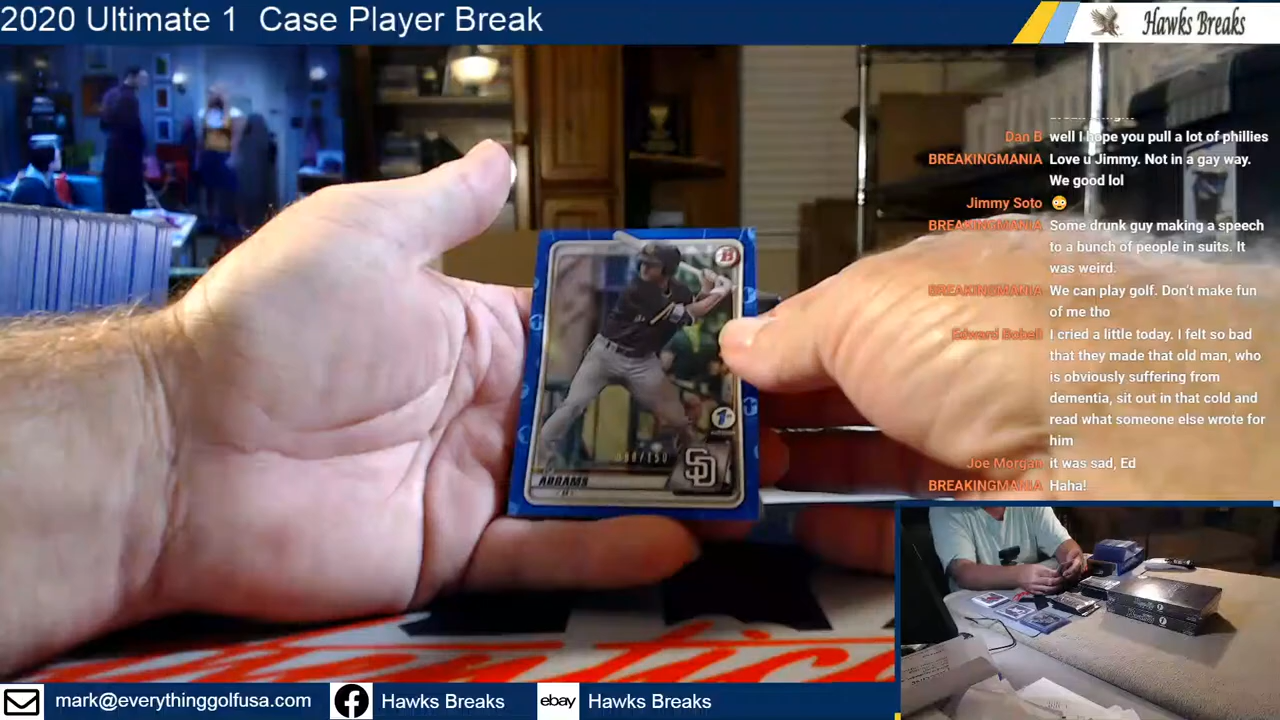 2020 Ultimate 1 Case Player Break
Hawks Breaks
Dan B well I hope you pull a lot of phillies
BREAKINGMANIA Love u Jimmy. Not in a gay way.
We good lol
Jimmy Soto 😳
BREAKINGMANIA Some drunk guy making a speech
to a bunch of people in suits. It
was weird.
BREAKINGMANIA We can play golf. Don't make fun
of me tho
Edward Bobell I cried a little today. I felt so bad
that they made that old man, who
is obviously suffering from
dementia, sit out in that cold and
read what someone else wrote for
him
Joe Morgan it was sad, Ed
BREAKINGMANIA Haha!
B
1st
/150
SD
ABRAMS
mark@everythinggolfusa.com
Hawks Breaks
ebay
Hawks Breaks